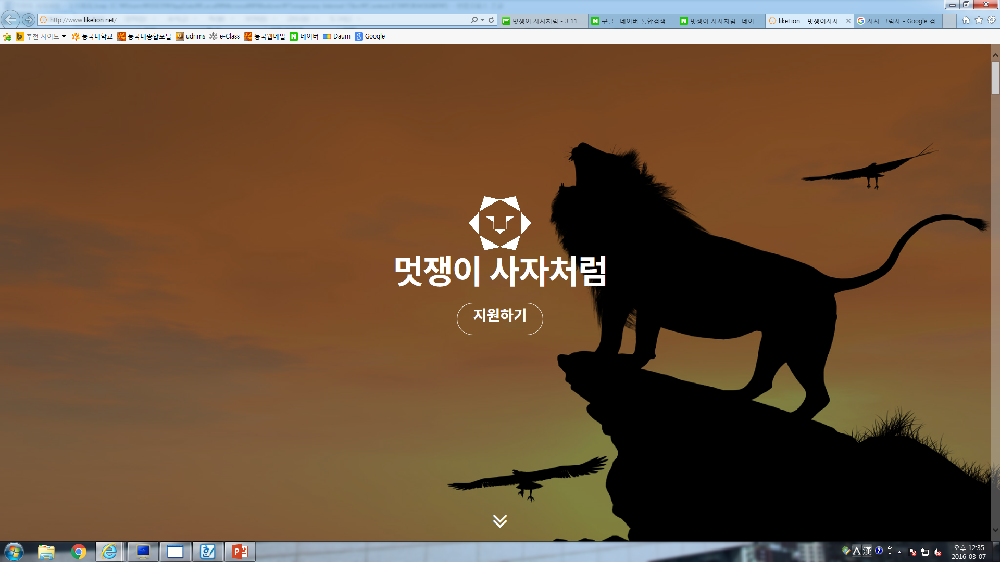 http://www.likelion.net/
멋쟁이 사자처럼 - 3.11...
구글 : 네이버 통합검색
멋쟁이 사자처럼 : 네이...
likeLion :: 멋쟁이사자...
사자 그림자 - Google 검...
추천 사이트
동국대학교
동국대종합포털
udrims
e-Class
동국웹메일
네이버
Daum
Google
멋쟁이 사자처럼
지원하기
A 漢
오후 12:35
2016-03-07